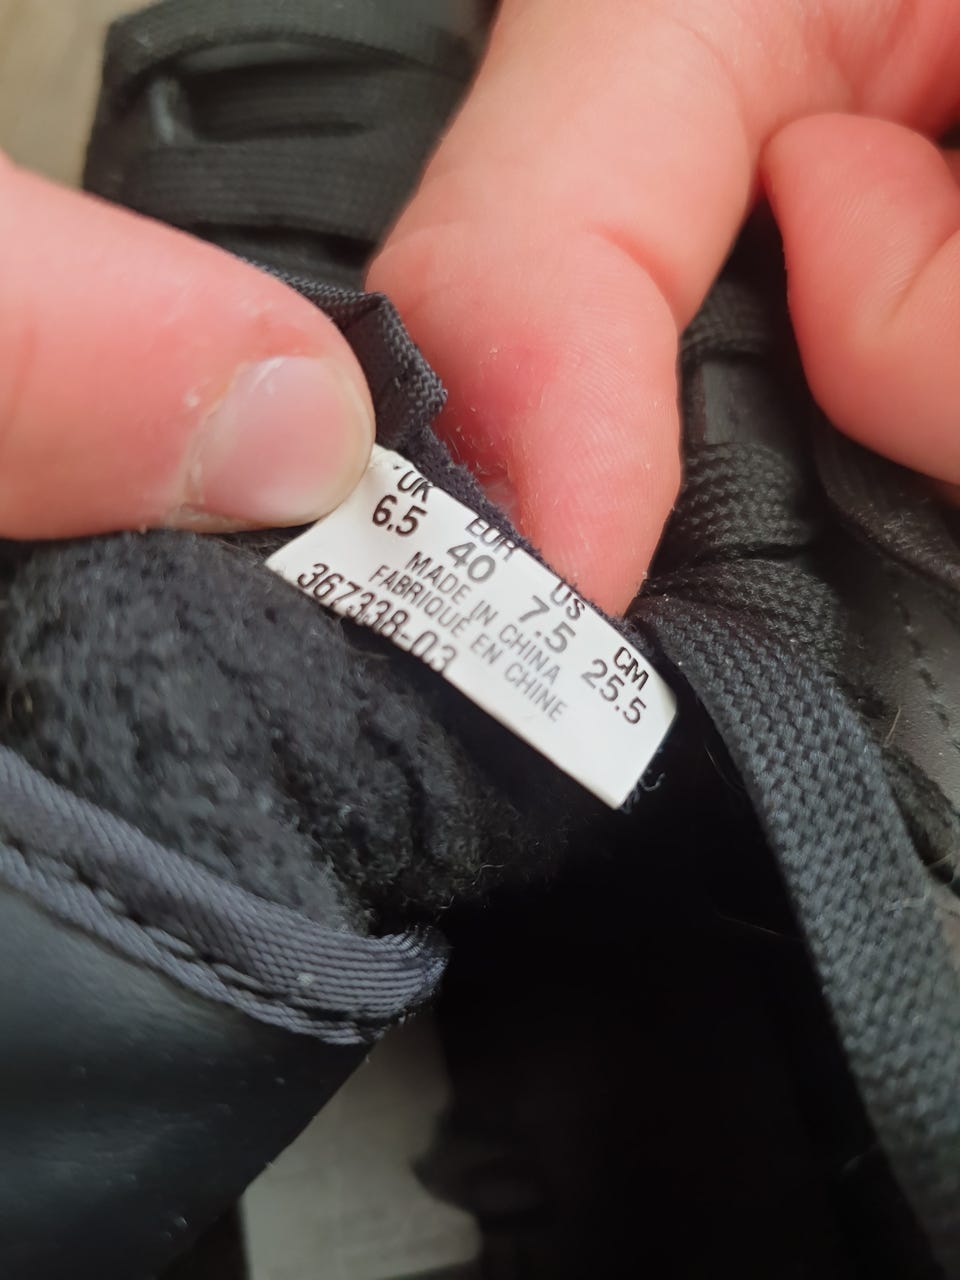 UK EUR US CM
6.5 40 7.5 25.5
MADE IN CHINA
FABRIQUÉ EN CHINE
367338-03